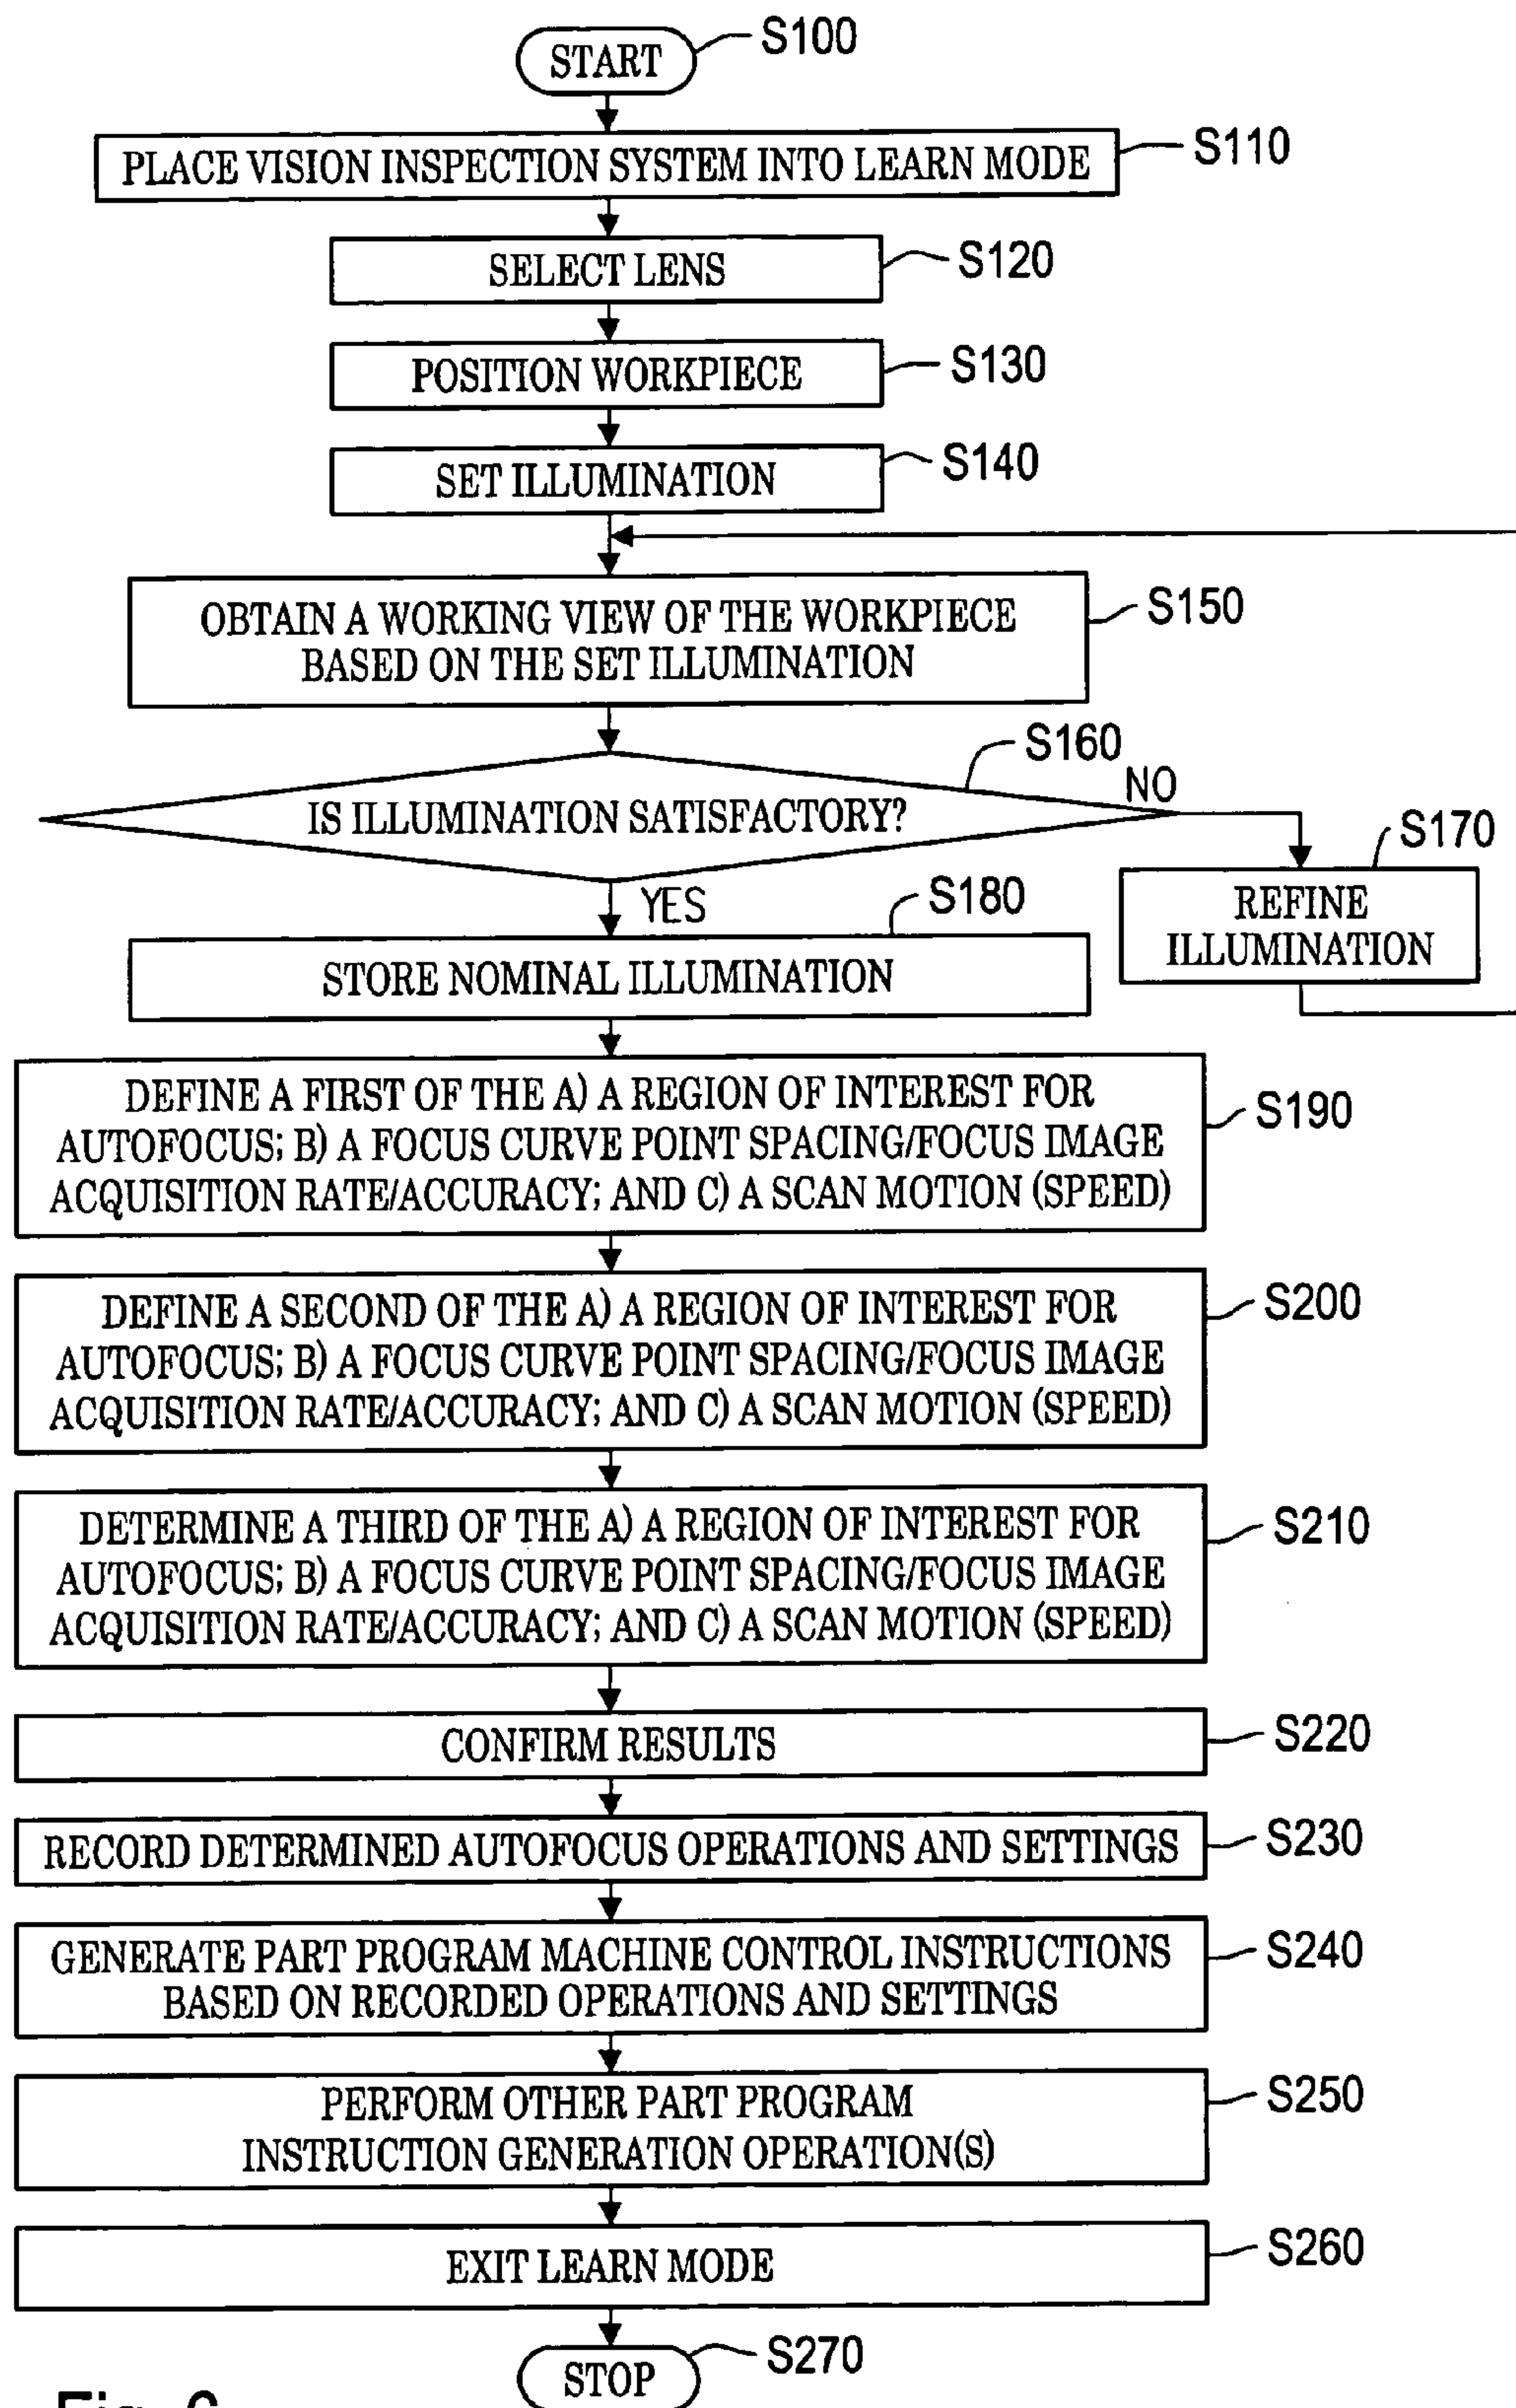 START
S100
PLACE VISION INSPECTION SYSTEM INTO LEARN MODE
S110
SELECT LENS
S120
POSITION WORKPIECE
S130
SET ILLUMINATION
S140
OBTAIN A WORKING VIEW OF THE WORKPIECE
BASED ON THE SET ILLUMINATION
S150
IS ILLUMINATION SATISFACTORY?
S160
NO
S170
REFINE
ILLUMINATION
YES
S180
STORE NOMINAL ILLUMINATION
DEFINE A FIRST OF THE A) A REGION OF INTEREST FOR
AUTOFOCUS; B) A FOCUS CURVE POINT SPACING/FOCUS IMAGE
ACQUISITION RATE/ACCURACY; AND C) A SCAN MOTION (SPEED)
S190
DEFINE A SECOND OF THE A) A REGION OF INTEREST FOR
AUTOFOCUS; B) A FOCUS CURVE POINT SPACING/FOCUS IMAGE
ACQUISITION RATE/ACCURACY; AND C) A SCAN MOTION (SPEED)
S200
DETERMINE A THIRD OF THE A) A REGION OF INTEREST FOR
AUTOFOCUS; B) A FOCUS CURVE POINT SPACING/FOCUS IMAGE
ACQUISITION RATE/ACCURACY; AND C) A SCAN MOTION (SPEED)
S210
CONFIRM RESULTS
S220
RECORD DETERMINED AUTOFOCUS OPERATIONS AND SETTINGS
S230
GENERATE PART PROGRAM MACHINE CONTROL INSTRUCTIONS
BASED ON RECORDED OPERATIONS AND SETTINGS
S240
PERFORM OTHER PART PROGRAM
INSTRUCTION GENERATION OPERATION(S)
S250
EXIT LEARN MODE
S260
STOP
S270